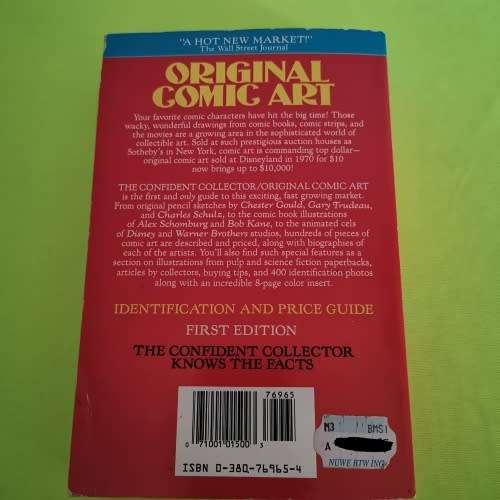 "A HOT NEW MARKET!"
The Wall Street Journal
ORIGINAL
COMIC ART
Your favorite comic characters have hit the big time! Those
wacky, wonderful drawings from comic books, comic strips, and
the movies are a growing area in the sophisticated world of
collectible art. Sold at such prestigious auction houses as
Sotheby's in New York, comic art is commanding top dollar—
original comic art sold at Disneyland in 1970 for $10
now brings up to $10,000!
THE CONFIDENT COLLECTOR/ORIGINAL COMIC ART
is the first and only guide to this exciting, fast growing market.
From original pencil sketches by Chester Gould, Gary Trudeau,
and Charles Schulz, to the comic book illustrations
of Alex Schomburg and Bob Kane, to the animated cels
of Disney and Warner Brothers studios, hundreds of pieces of
comic art are described and priced, along with biographies of
each of the artists. You'll also find such special features as a
section on illustrations from pulp and science fiction paperbacks,
articles by collectors, buying tips, and 400 identification photos
along with an incredible 8-page color insert.
IDENTIFICATION AND PRICE GUIDE
FIRST EDITION
THE CONFIDENT COLLECTOR
KNOWS THE FACTS
76965
0 71001 01500 3
ISBN 0-380-76965-4
M3 BMS1
A
NUWE HTW ING